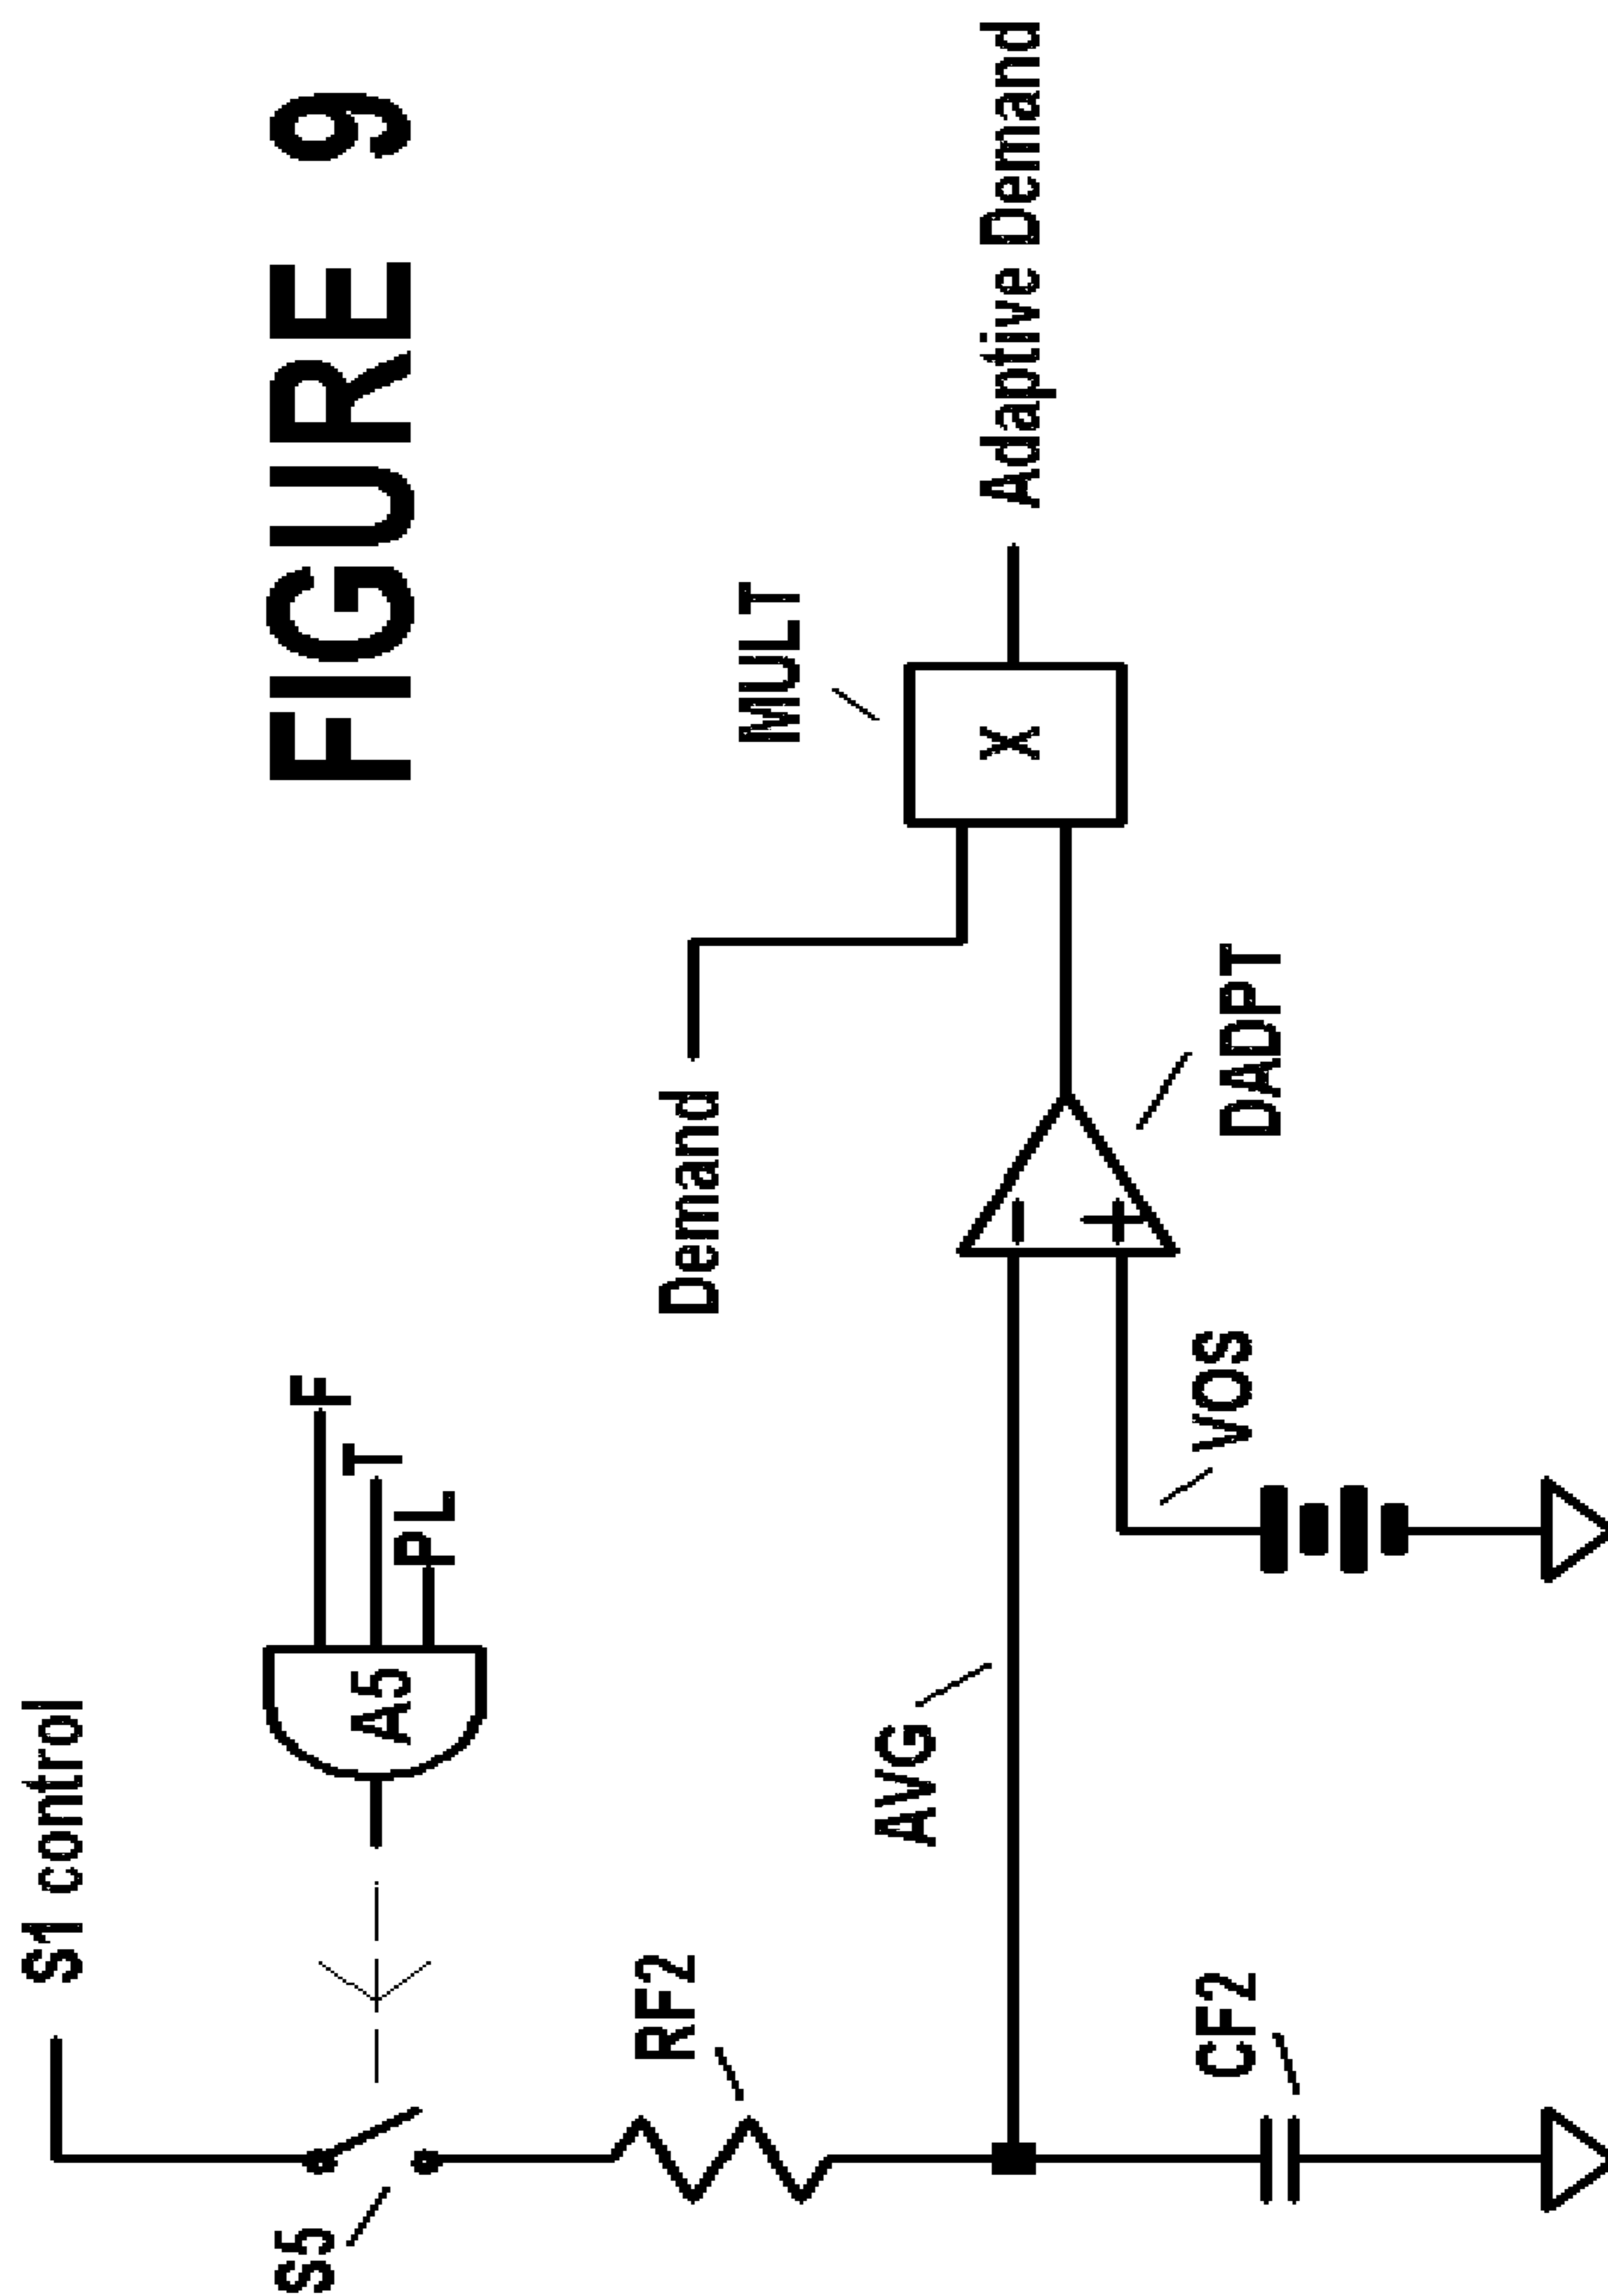 FIGURE 9
S1 control
F
T
PL
A5
S5
RF2
Demand
MULT
AVG
-
+
X
Adaptive Demand
DADPT
VOS
CF2